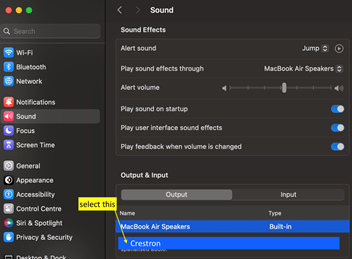 Sound
Search
Sound Effects
Wi-Fi
Alert sound Jump
Bluetooth
Network
Play sound effects through MacBook Air Speakers
Alert volume
Notifications
Play sound on startup
Sound
Focus
Play user interface sound effects
Screen Time
Play feedback when volume is changed
General
Appearance
Output & Input
Accessibility
Output Input
Control Centre
select this
Name Type
Siri & Spotlight
MacBook Air Speakers Built-in
Privacy & Security
Crestron
Desktop & Dock